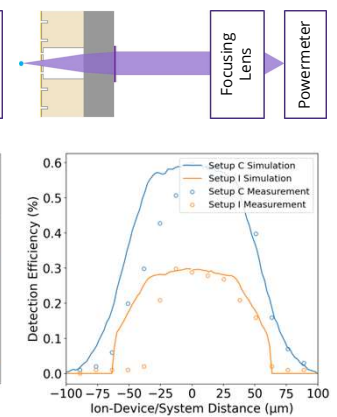 Focusing
Lens
Powermeter
Setup C Simulation
Setup I Simulation
Setup C Measurement
Setup I Measurement
Detection Efficiency (%)
0.6
0.5
0.4
0.3
0.2
0.1
0.0
−100 −75 −50 −25 0 25 50 75 100
Ion-Device/System Distance (μm)